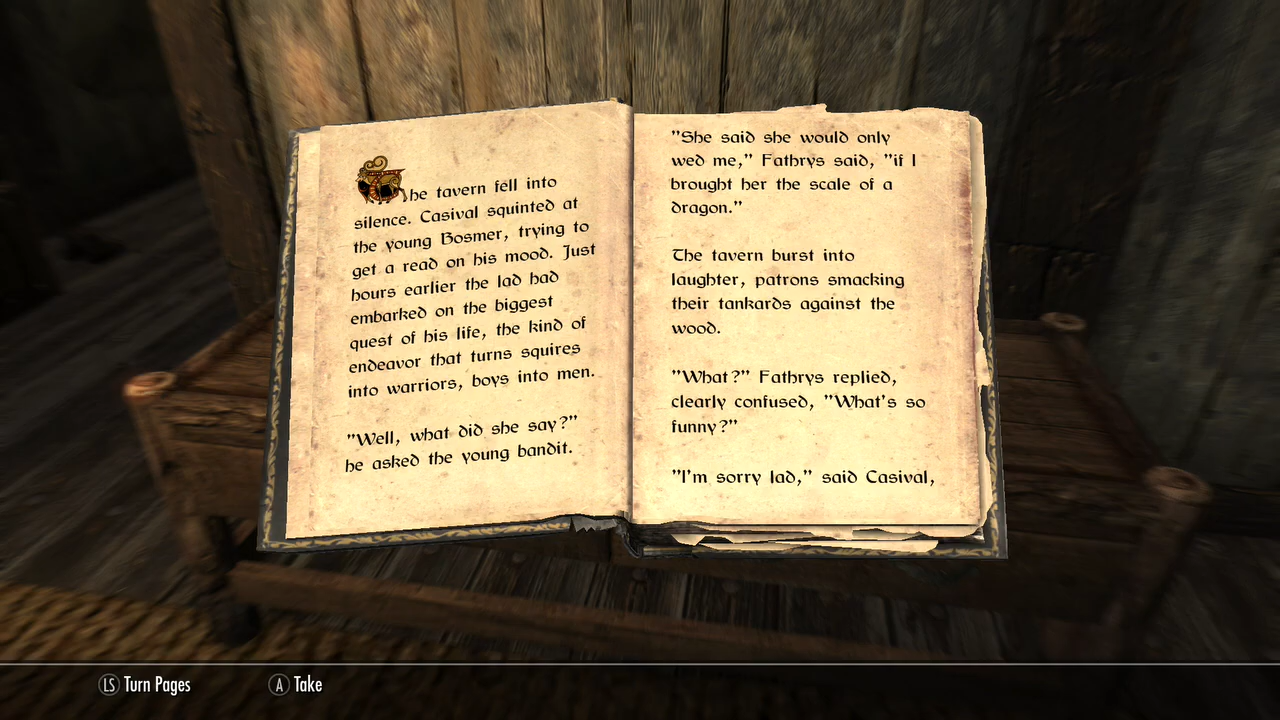 The tavern fell into
silence. Casival squinted at
the young Bosmer, trying to
get a read on his mood. Just
hours earlier the lad had
embarked on the biggest
quest of his life, the kind of
endeavor that turns squires
into warriors, boys into men.
"Well, what did she say?"
he asked the young bandit.
"She said she would only
wed me," Fathrys said, "if I
brought her the scale of a
dragon."
The tavern burst into
laughter, patrons smacking
their tankards against the
wood.
"What?" Fathrys replied,
clearly confused, "What's so
funny?"
"I'm sorry lad," said Casival,
LS Turn Pages
A Take